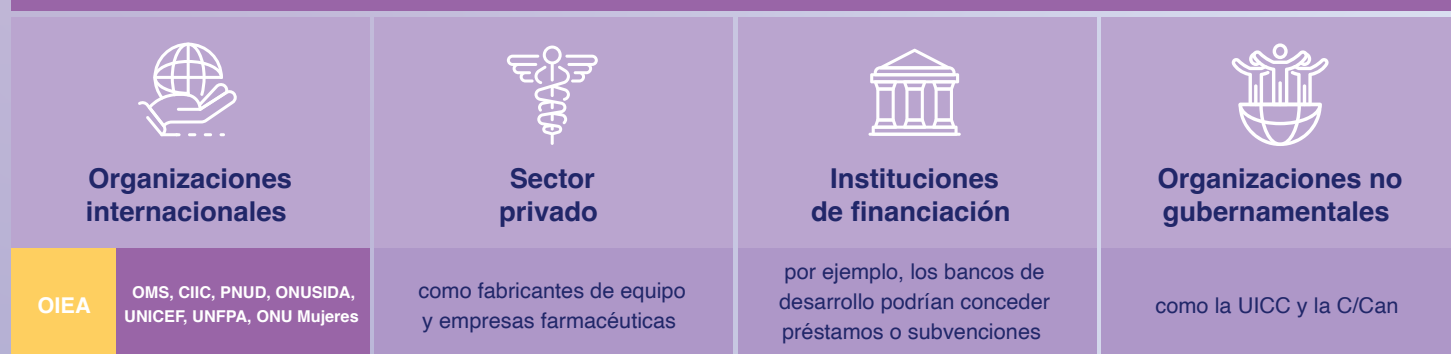 Organizaciones
internacionales
OIEA
OMS, CIIC, PNUD, ONUSIDA,
UNICEF, UNFPA, ONU Mujeres
Sector
privado
como fabricantes de equipo
y empresas farmacéuticas
Instituciones
de financiación
por ejemplo, los bancos de
desarrollo podrían conceder
préstamos o subvenciones
Organizaciones no
gubernamentales
como la UICC y la C/Can